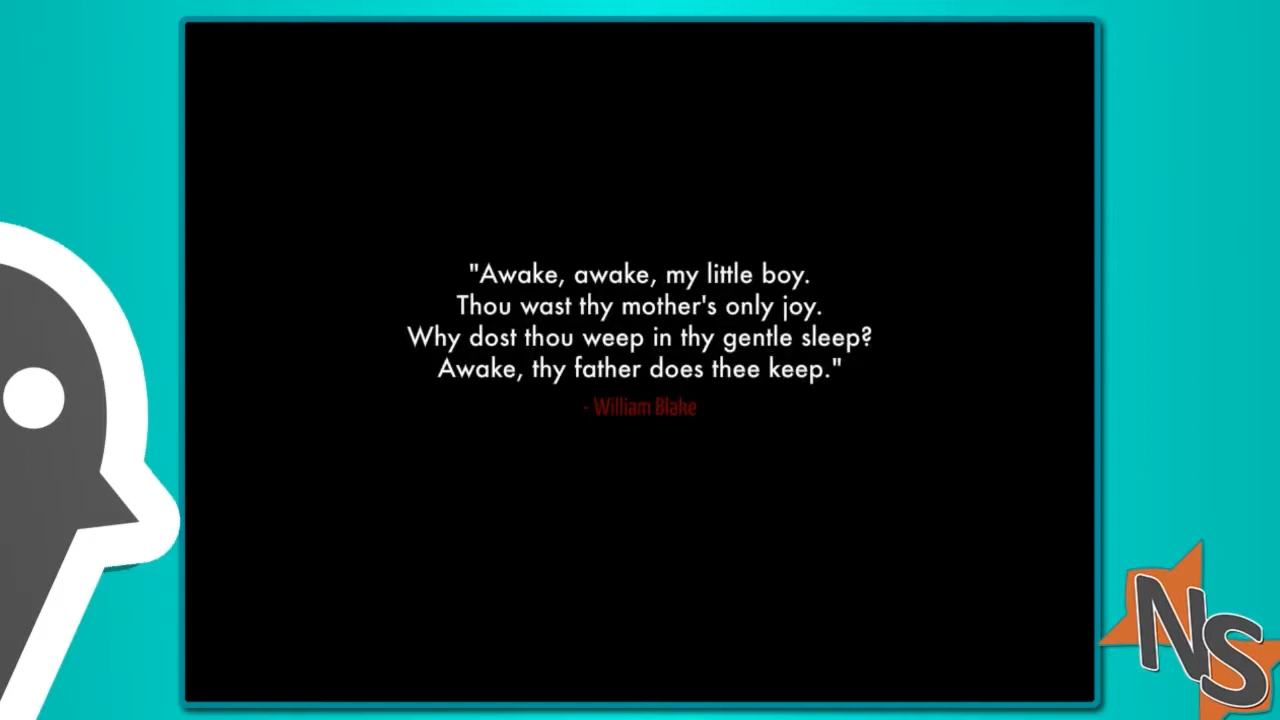 "Awake, awake, my little boy.
Thou wast thy mother's only joy.
Why dost thou weep in thy gentle sleep?
Awake, thy father does thee keep."
- William Blake
NS